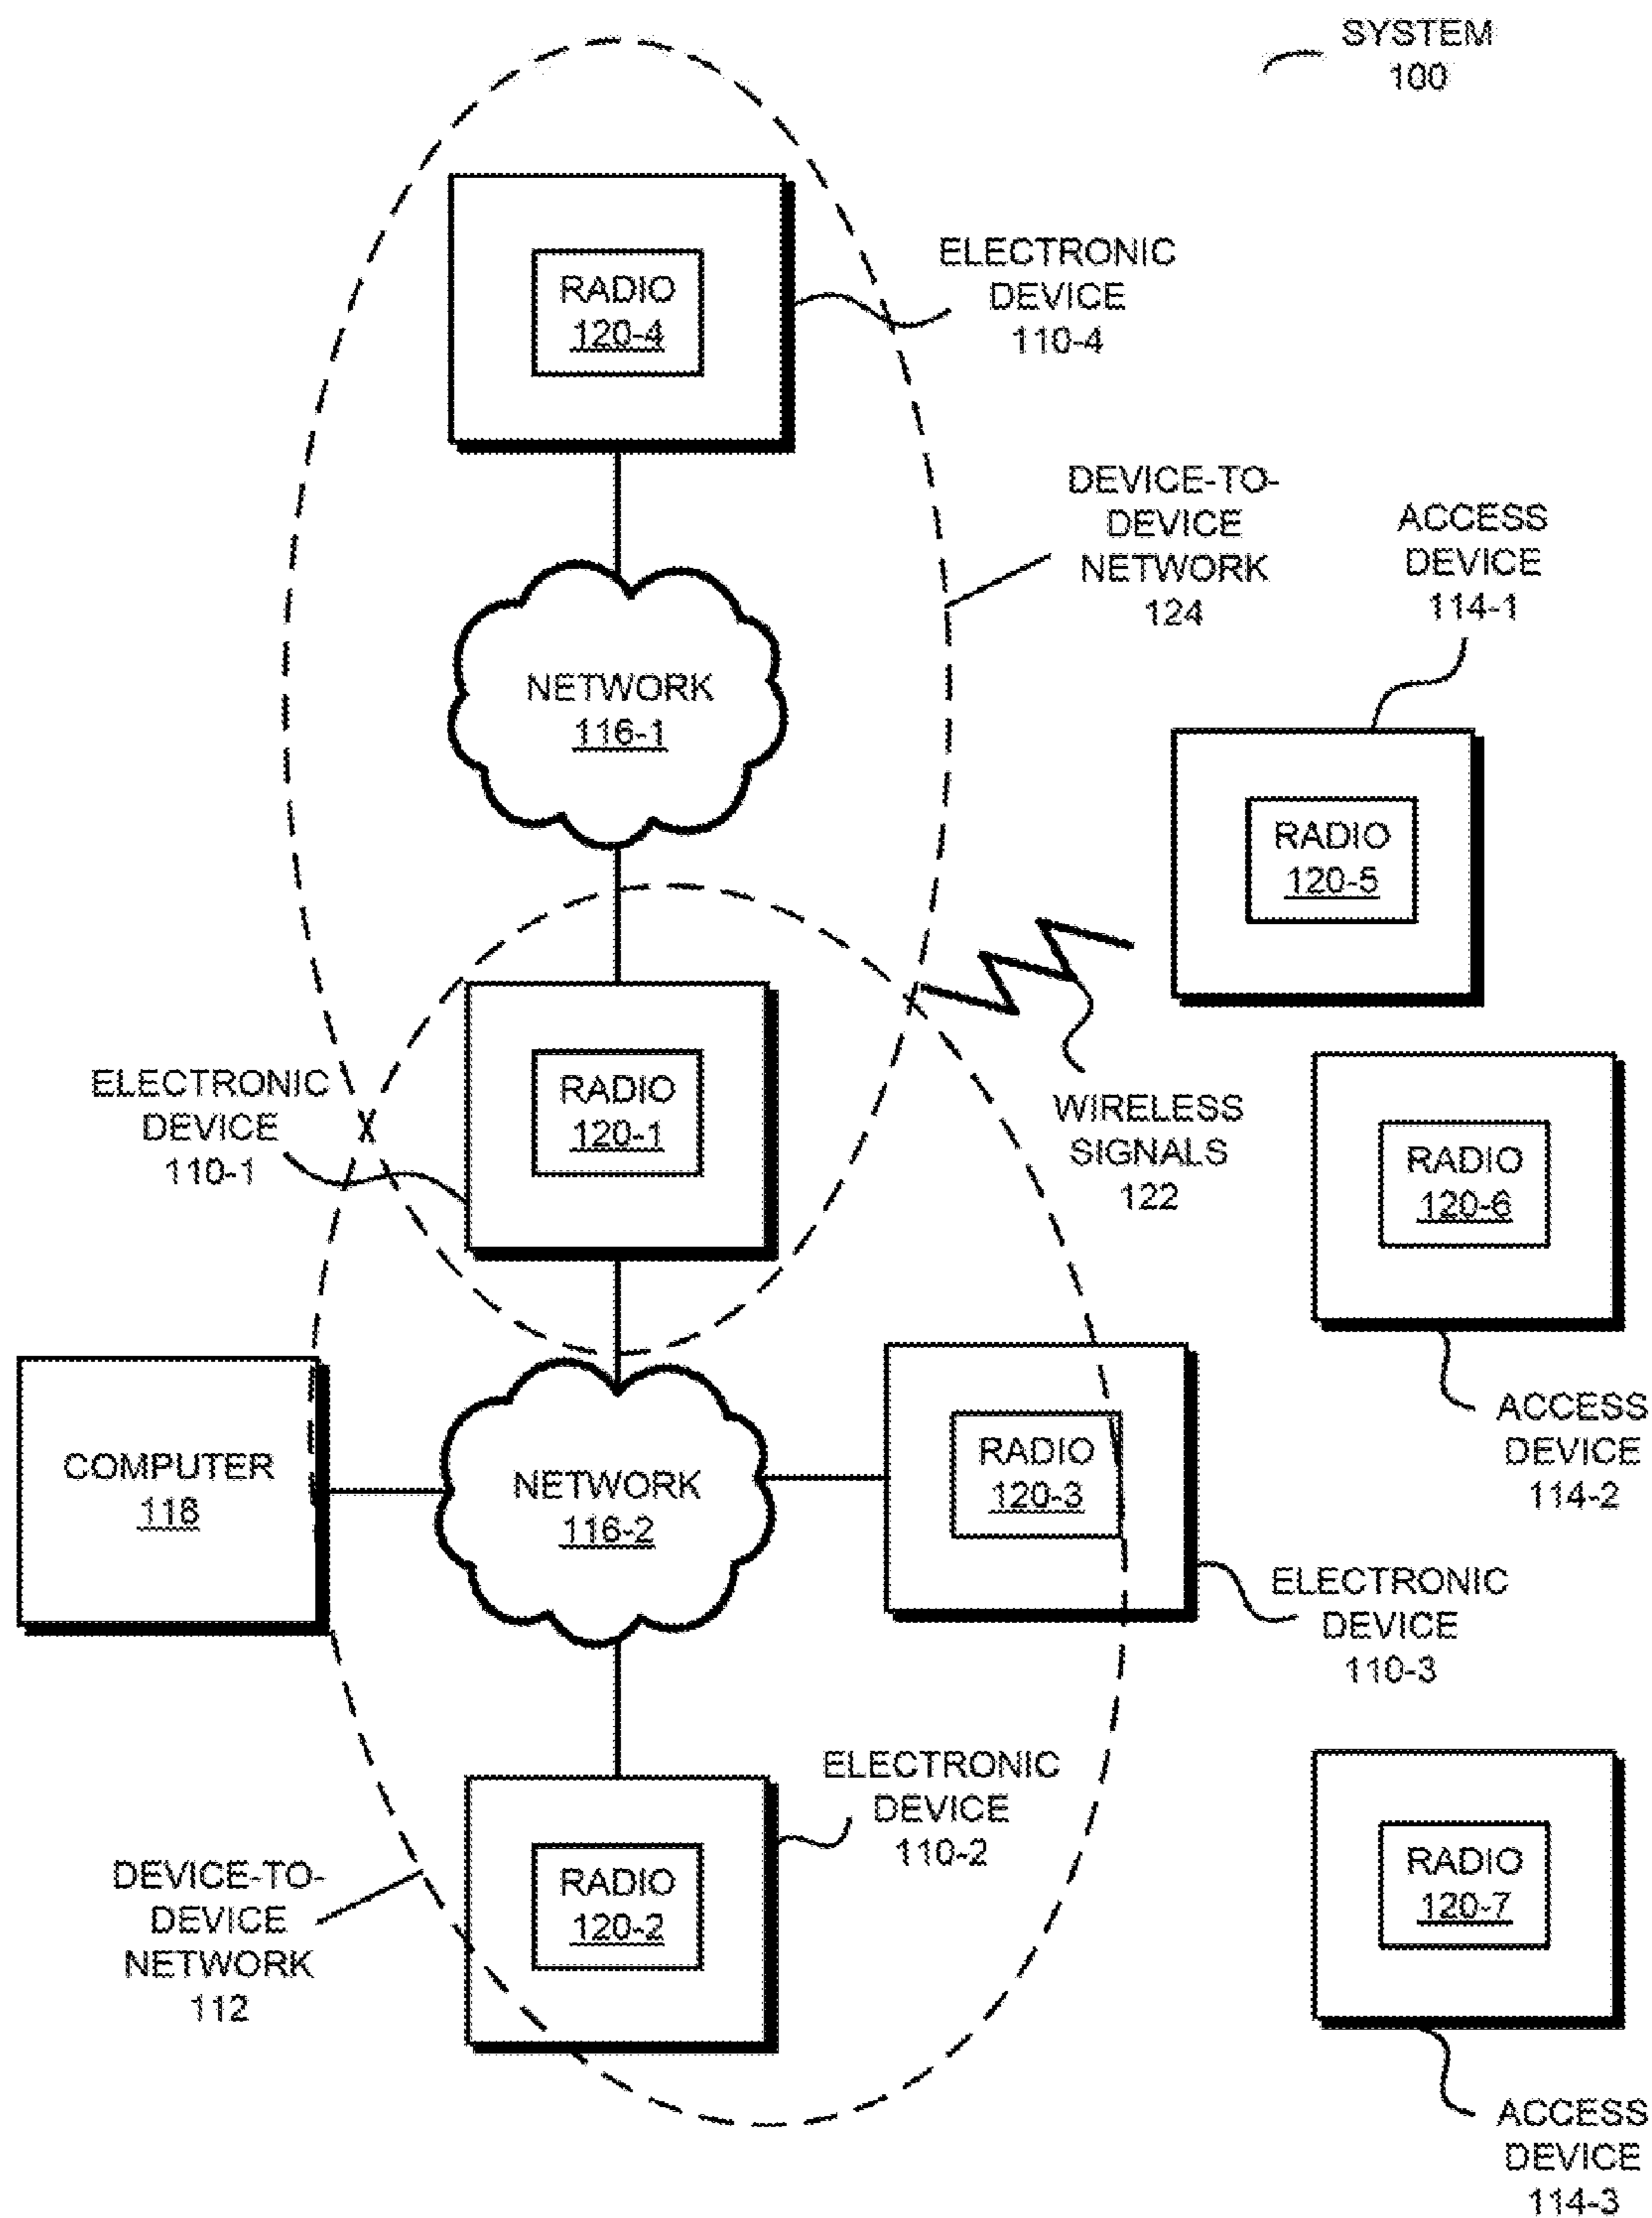 SYSTEM
100
RADIO
120-4
ELECTRONIC
DEVICE
110-4
DEVICE-TO-
DEVICE
NETWORK
124
ACCESS
DEVICE
114-1
NETWORK
116-1
RADIO
120-5
ELECTRONIC
DEVICE
110-1
RADIO
120-1
WIRELESS
SIGNALS
122
RADIO
120-6
ACCESS
DEVICE
114-2
COMPUTER
118
NETWORK
116-2
RADIO
120-3
ELECTRONIC
DEVICE
110-3
ELECTRONIC
DEVICE
110-2
RADIO
120-2
DEVICE-TO-
DEVICE
NETWORK
112
RADIO
120-7
ACCESS
DEVICE
114-3